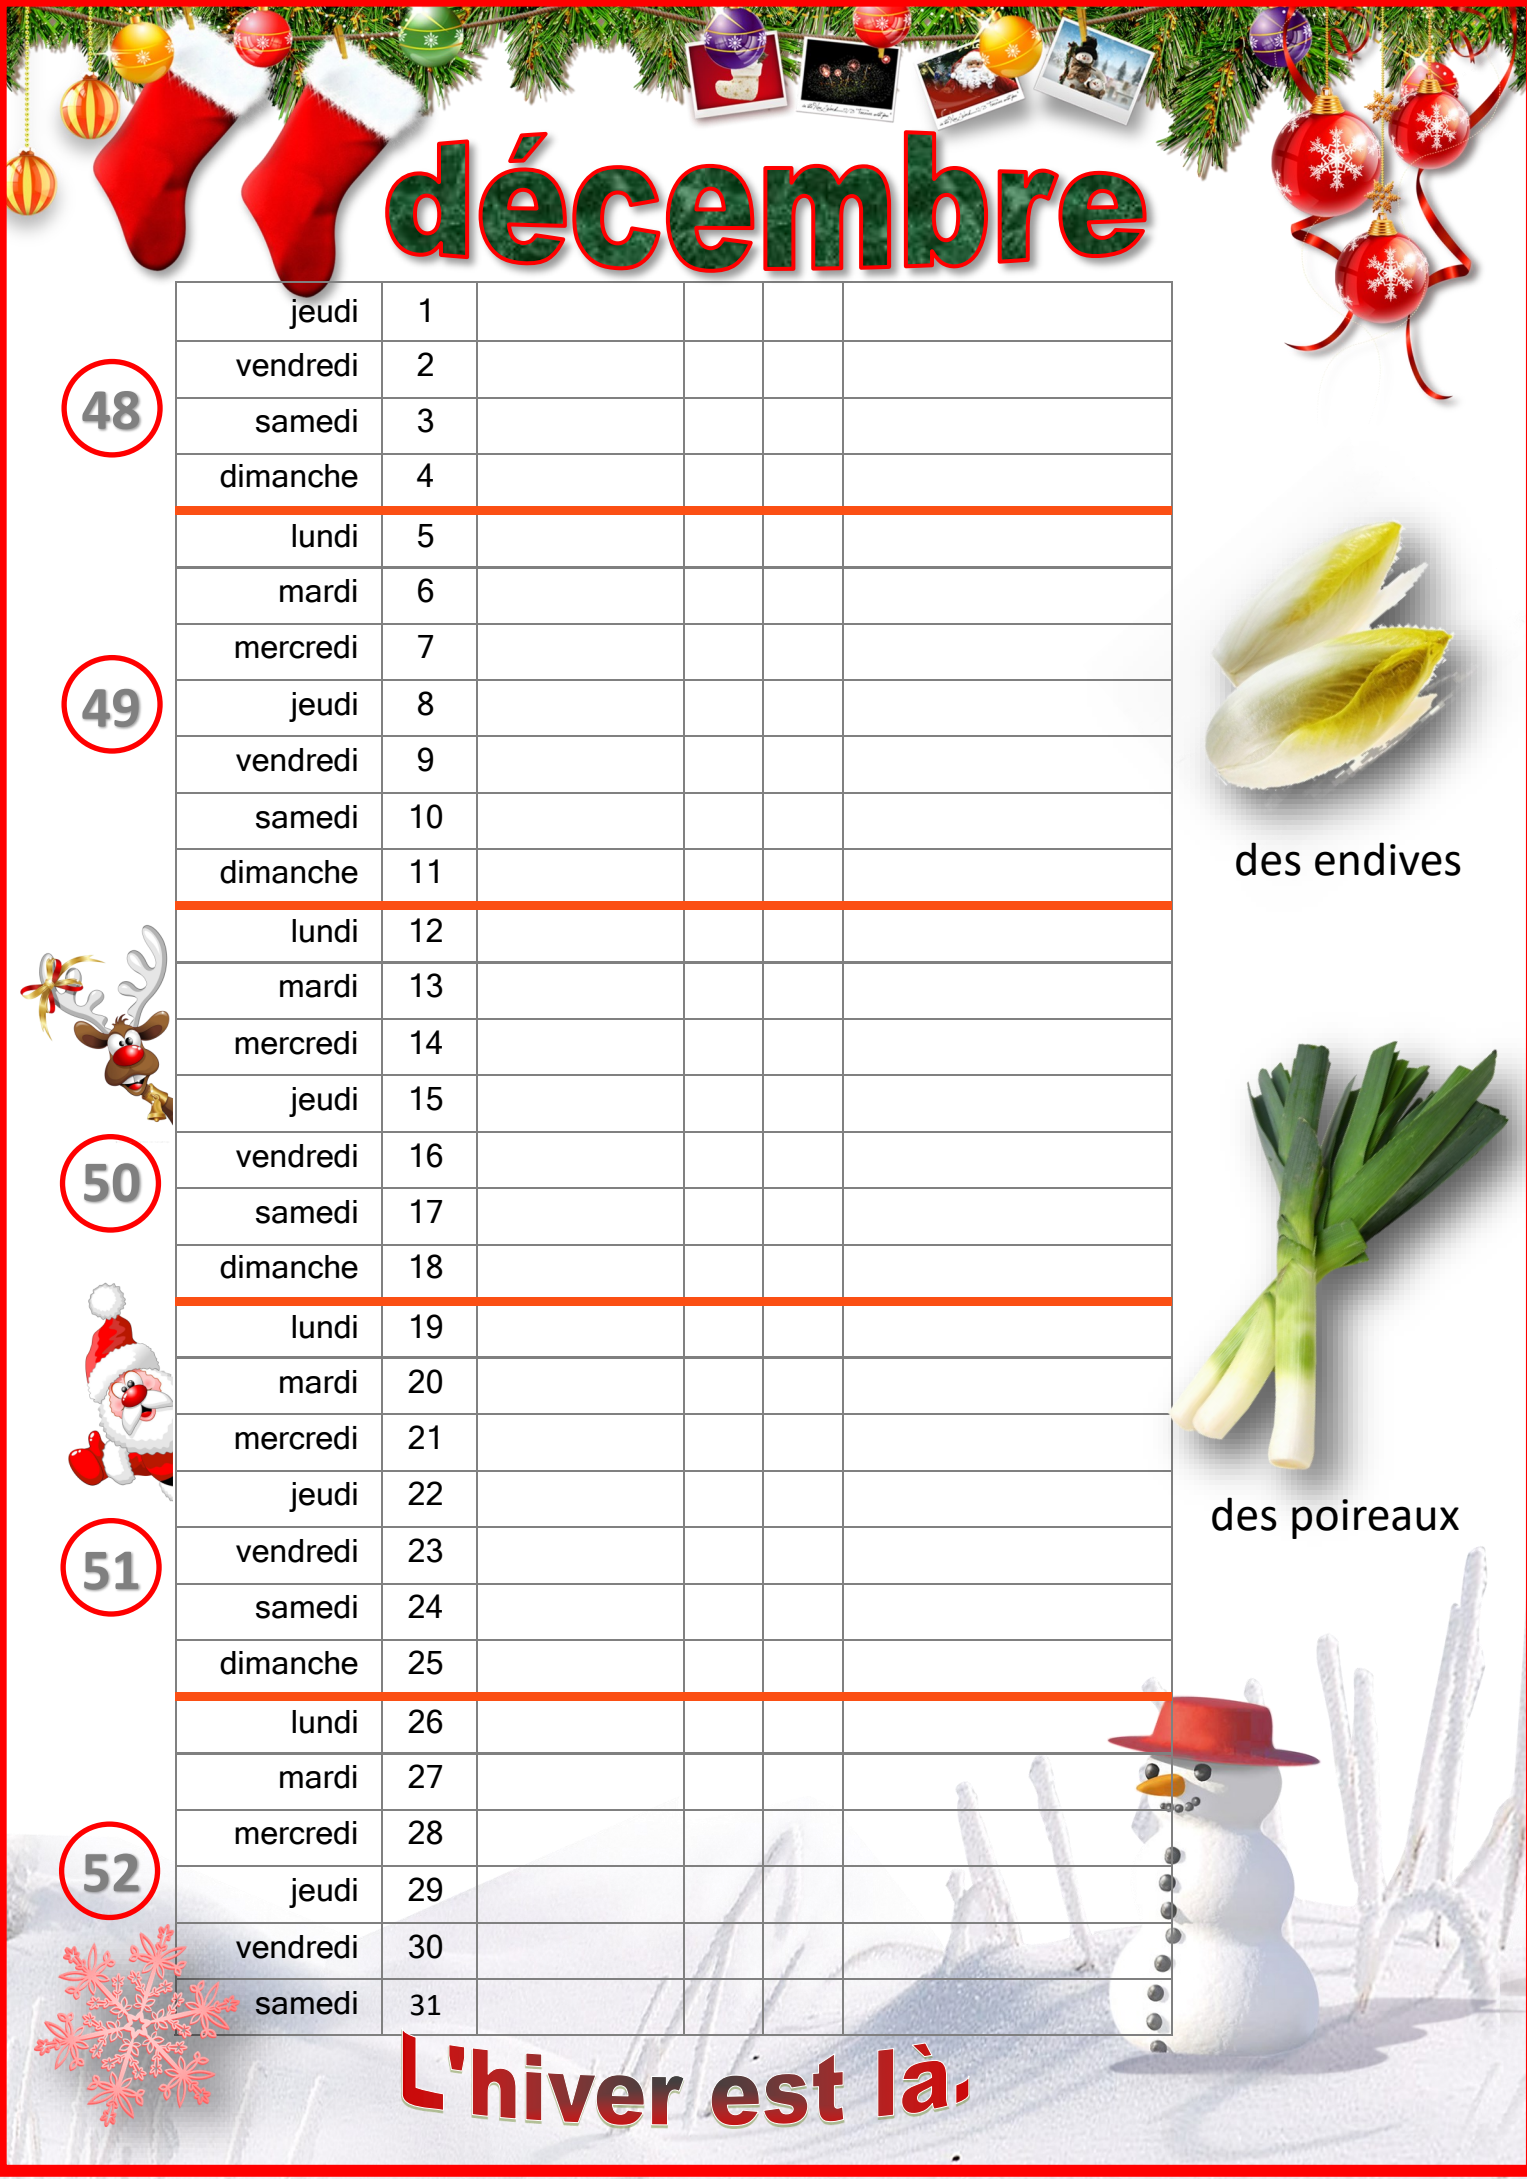 décembre
jeudi 1
vendredi 2
48
samedi 3
dimanche 4
lundi 5
mardi 6
mercredi 7
49
jeudi 8
vendredi 9
samedi 10
dimanche 11
des endives
lundi 12
mardi 13
mercredi 14
jeudi 15
vendredi 16
50
samedi 17
dimanche 18
lundi 19
mardi 20
mercredi 21
jeudi 22
des poireaux
vendredi 23
51
samedi 24
dimanche 25
lundi 26
mardi 27
mercredi 28
52
jeudi 29
vendredi 30
samedi 31
L'hiver est là.